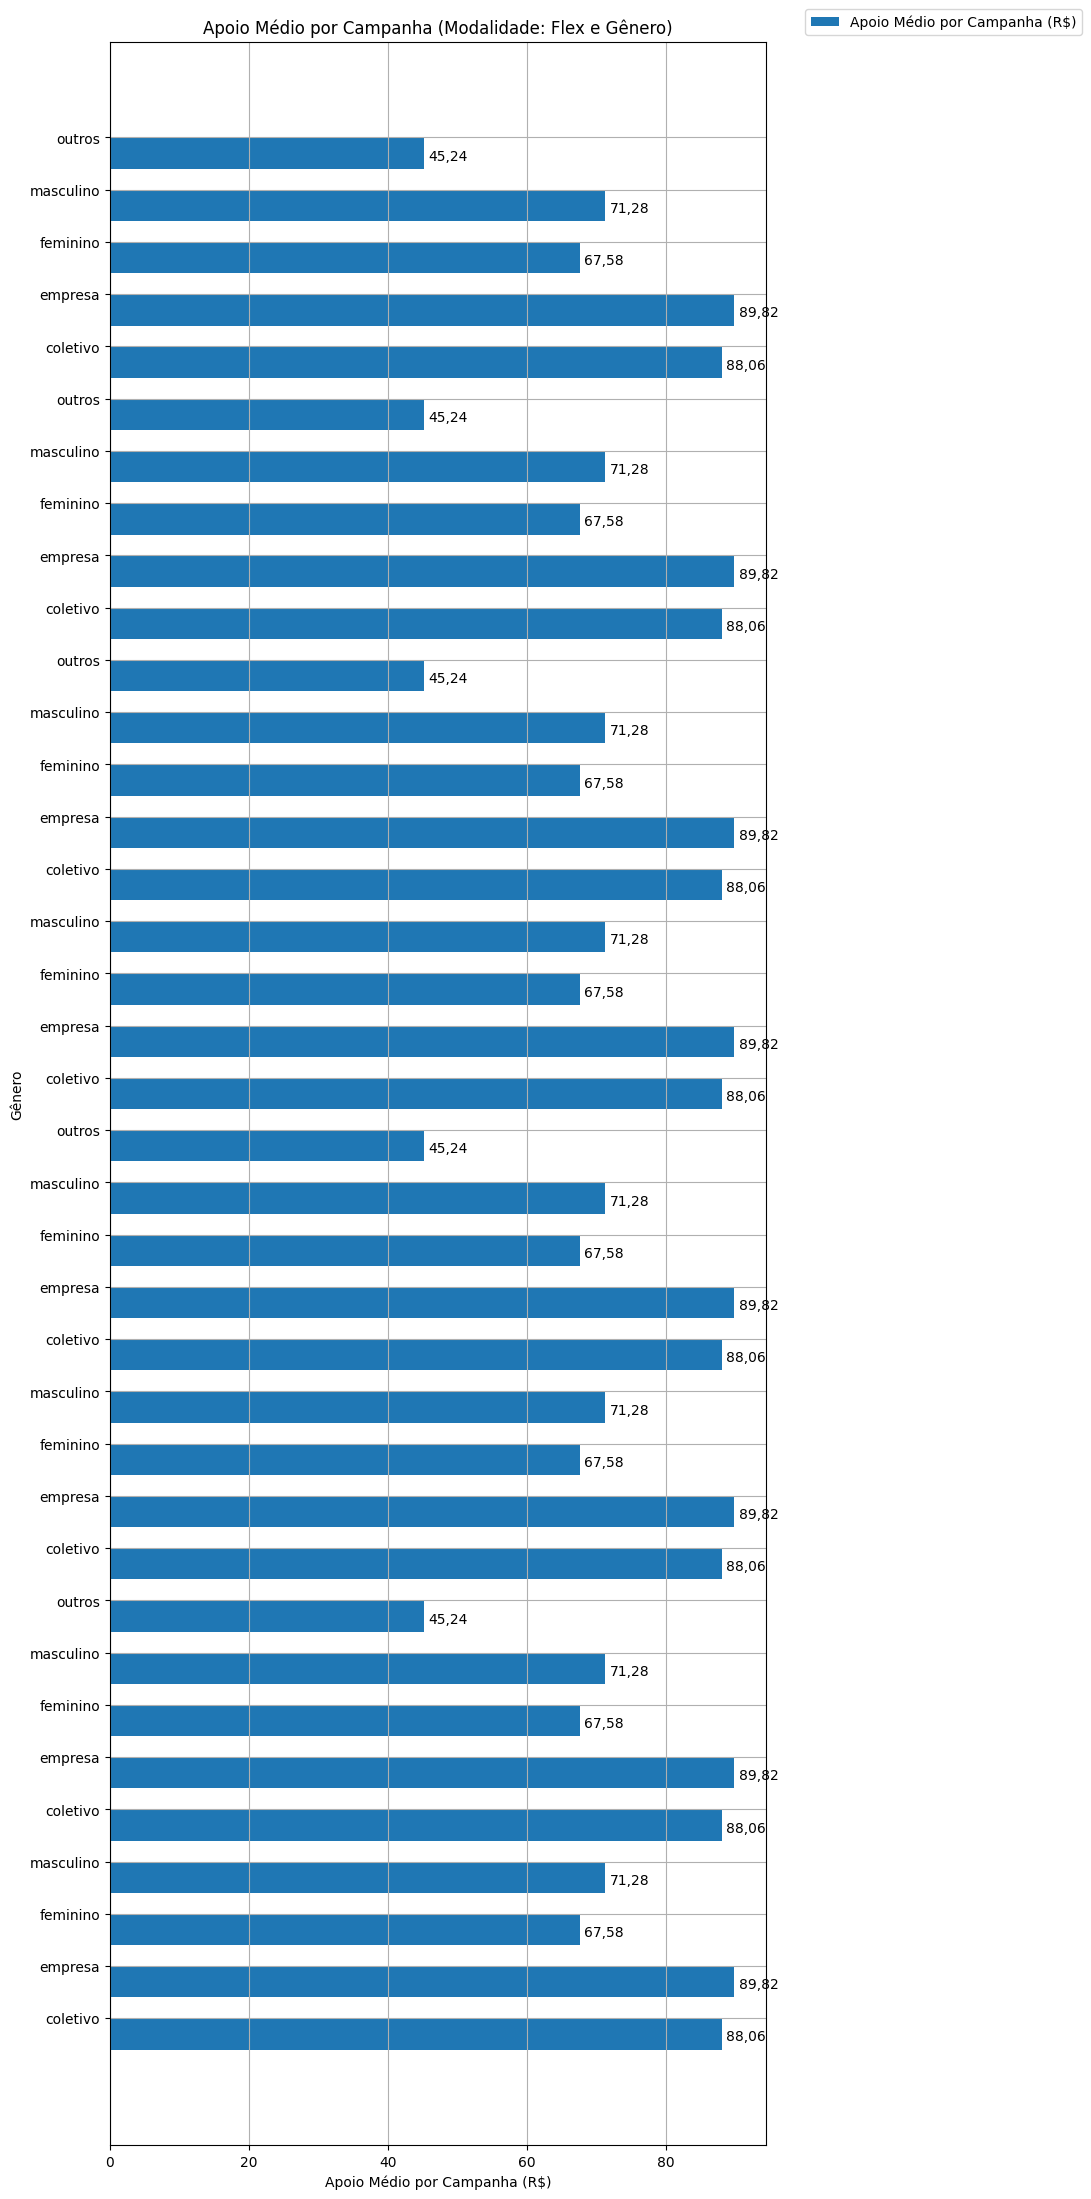 Apoio Médio por Campanha (Modalidade: Flex e Gênero)
Apoio Médio por Campanha (R$)
outros 45,24
masculino 71,28
feminino 67,58
empresa 89,82
coletivo 88,06
outros 45,24
masculino 71,28
feminino 67,58
empresa 89,82
coletivo 88,06
outros 45,24
masculino 71,28
feminino 67,58
empresa 89,82
coletivo 88,06
masculino 71,28
feminino 67,58
empresa 89,82
coletivo 88,06
outros 45,24
masculino 71,28
feminino 67,58
empresa 89,82
coletivo 88,06
masculino 71,28
feminino 67,58
empresa 89,82
coletivo 88,06
outros 45,24
masculino 71,28
feminino 67,58
empresa 89,82
coletivo 88,06
masculino 71,28
feminino 67,58
empresa 89,82
coletivo 88,06
Gênero
0 20 40 60 80
Apoio Médio por Campanha (R$)